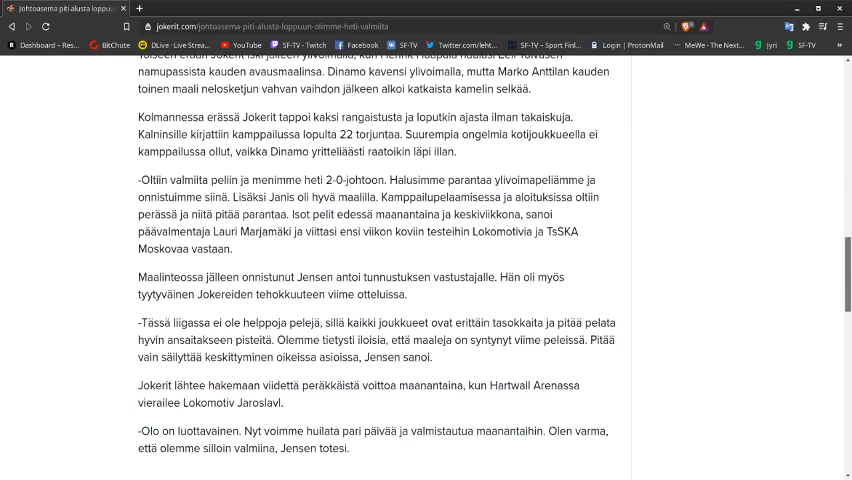 Johtoasema piti alusta loppuu
jokerit.com/johtoasema-piti-alusta-loppuun-olimme-heti-valmiita
Dashboard – Res... BitChute DLive - Live Strea... YouTube SF-TV - Twitch Facebook SF-TV Twitter.com/leht... SF-TV – Sport Finl... Login | ProtonMail MeWe - The Next... Jyri SF-TV »
Toiseen erään Jokerit iski jälleen ylivoimalla, kun Henrik Haapala naulasi Leif Toivasen
namupassista kauden avausmaalinsa. Dinamo kavensi ylivoimalla, mutta Marko Anttilan kauden
toinen maali nelosketjun vahvan vaihdon jälkeen alkoi katkaista kamelin selkää.
Kolmannessa erässä Jokerit tappoi kaksi rangaistusta ja loputkin ajasta ilman takaiskuja.
Kalninsille kirjattiin kamppailussa lopulta 22 torjuntaa. Suurempia ongelmia kotijoukkueella ei
kamppailussa ollut, vaikka Dinamo yritteliäästi raatoikin läpi illan.
-Oltiin valmiita peliin ja menimme heti 2-0-johtoon. Halusimme parantaa ylivoimapeliämme ja
onnistuimme siinä. Lisäksi Janis oli hyvä maalilla. Kamppailupelaamisessa ja aloituksissa oltiin
perässä ja niitä pitää parantaa. Isot pelit edessä maanantaina ja keskiviikkona, sanoi
päävalmentaja Lauri Marjamäki ja viittasi ensi viikon koviin testeihin Lokomotivia ja TsSKA
Moskovaa vastaan.
Maalinteossa jälleen onnistunut Jensen antoi tunnustuksen vastustajalle. Hän oli myös
tyytyväinen Jokereiden tehokkuuteen viime otteluissa.
-Tässä liigassa ei ole helppoja pelejä, sillä kaikki joukkueet ovat erittäin tasokkaita ja pitää pelata
hyvin ansaitakseen pisteitä. Olemme tietysti iloisia, että maaleja on syntynyt viime peleissä. Pitää
vain säilyttää keskittyminen oikeissa asioissa, Jensen sanoi.
Jokerit lähtee hakemaan viidettä peräkkäistä voittoa maanantaina, kun Hartwall Arenassa
vierailee Lokomotiv Jaroslavl.
-Olo on luottavainen. Nyt voimme huilata pari päivää ja valmistautua maanantaihin. Olen varma,
että olemme silloin valmiina, Jensen totesi.